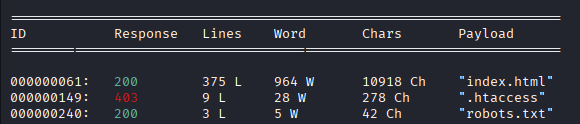 ID Response Lines Word Chars Payload
000000061: 200 375 L 964 W 10918 Ch "index.html"
000000149: 403 9 L 28 W 278 Ch ".htaccess"
000000240: 200 3 L 5 W 42 Ch "robots.txt"